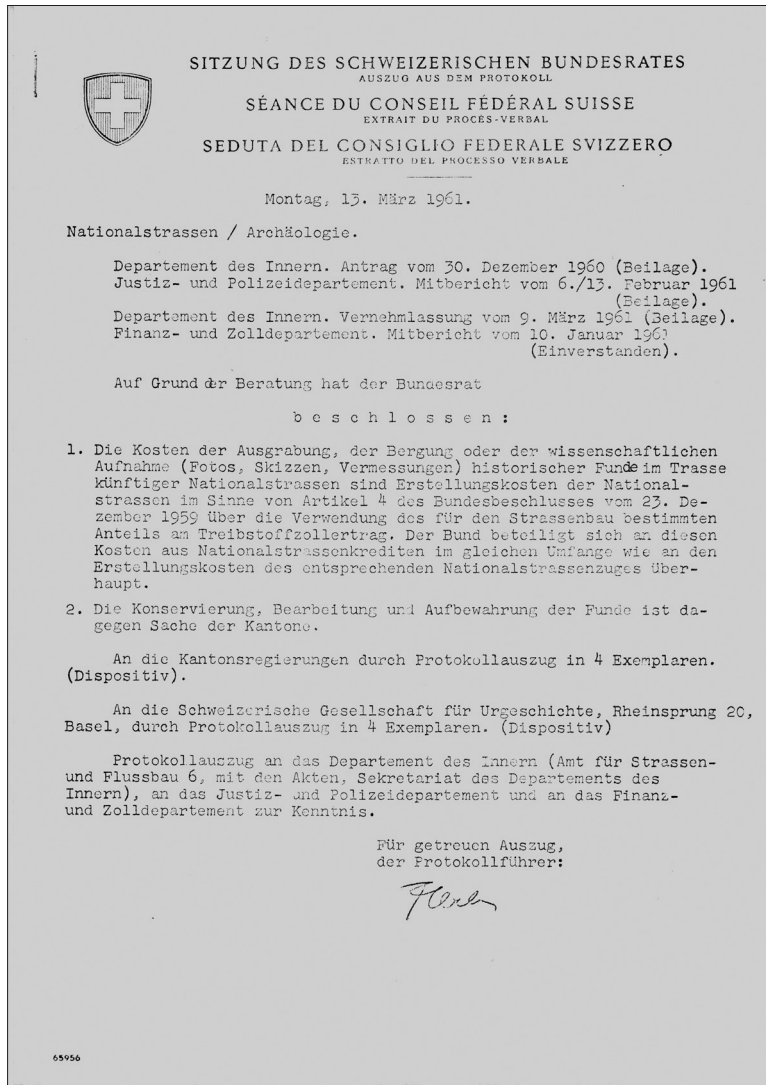 SITZUNG DES SCHWEIZERISCHEN BUNDESRATES
AUSZUG AUS DEM PROTOKOLL
SÉANCE DU CONSEIL FÉDÉRAL SUISSE
EXTRAIT DU PROCÈS-VERBAL
SEDUTA DEL CONSIGLIO FEDERALE SVIZZERO
ESTRATTO DEL PROCESSO VERBALE
Montag, 13. März 1961.
Nationalstrassen / Archäologie.
Departement des Innern. Antrag vom 30. Dezember 1960 (Beilage).
Justiz- und Polizeidepartement. Mitbericht vom 6./13. Februar 1961
(Beilage).
Departement des Innern. Vernehmlassung vom 9. März 1961 (Beilage).
Finanz- und Zolldepartement. Mitbericht vom 10. Januar 1961
(Einverstanden).
Auf Grund der Beratung hat der Bundesrat
b e s c h l o s s e n :
1. Die Kosten der Ausgrabung, der Bergung oder der wissenschaftlichen
Aufnahme (Fotos, Skizzen, Vermessungen) historischer Funde im Trasse
künftiger Nationalstrassen sind Erstellungskosten der National-
strassen im Sinne von Artikel 4 des Bundesbeschlusses vom 23. De-
zember 1959 über die Verwendung des für den Strassenbau bestimmten
Anteils am Treibstoffzollertrag. Der Bund beteiligt sich an diesen
Kosten aus Nationalstrassenkrediten im gleichen Umfange wie an den
Erstellungskosten des entsprechenden Nationalstrassenzuges über-
haupt.
2. Die Konservierung, Bearbeitung und Aufbewahrung der Funde ist da-
gegen Sache der Kantone.
An die Kantonsregierungen durch Protokollauszug in 4 Exemplaren.
(Dispositiv).
An die Schweizerische Gesellschaft für Urgeschichte, Rheinsprung 20,
Basel, durch Protokollauszug in 4 Exemplaren. (Dispositiv)
Protokollauszug an das Departement des Innern (Amt für Strassen-
und Flussbau 6, mit den Akten, Sekretariat des Departements des
Innern), an das Justiz- und Polizeidepartement und an das Finanz-
und Zolldepartement zur Kenntnis.
Für getreuen Auszug,
der Protokollführer:
65956